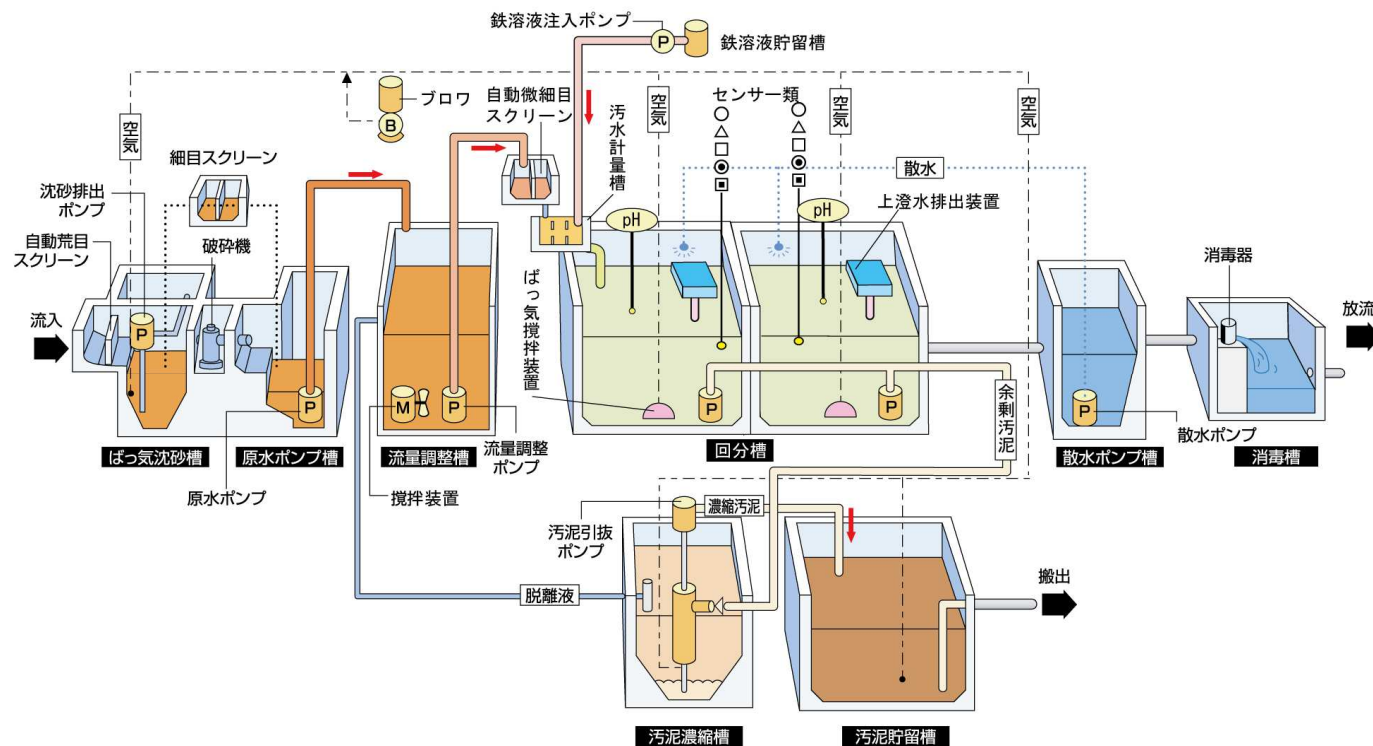 鉄溶液注入ポンプ
P
鉄溶液貯留槽
ブロワ
B
自動微細目
スクリーン
汚水計量槽
空気
センサー類
空気
空気
空気
細目スクリーン
散水
沈砂排出
ポンプ
pH
pH
上澄水排出装置
自動荒目
スクリーン
破砕機
消毒器
流入
P
ばっ気撹拌装置
放流
M
P
P
P
P
P
余剰汚泥
散水ポンプ
ばっ気沈砂槽
原水ポンプ槽
流量調整槽
流量調整
ポンプ
回分槽
散水ポンプ槽
消毒槽
原水ポンプ
撹拌装置
濃縮汚泥
汚泥引抜
ポンプ
搬出
脱離液
汚泥濃縮槽
汚泥貯留槽